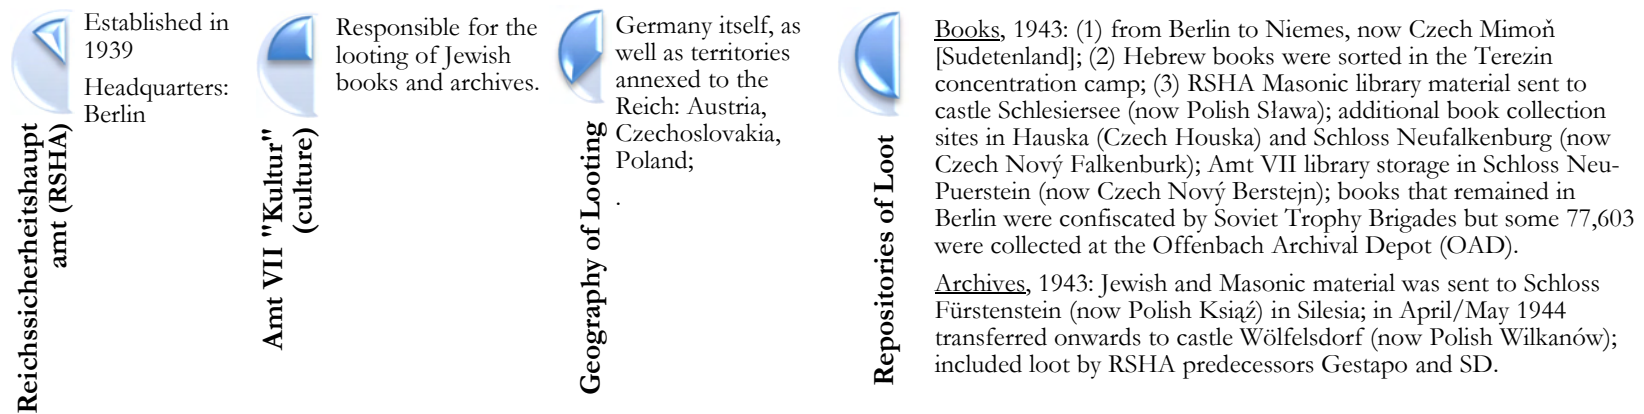 Reichssicherheitshaupt
amt (RSHA)
Established in
1939
Headquarters:
Berlin
Amt VII "Kultur"
(culture)
Responsible for the
looting of Jewish
books and archives.
Geography of Looting
Germany itself, as
well as territories
annexed to the
Reich: Austria,
Czechoslovakia,
Poland;
.
Repositories of Loot
Books, 1943: (1) from Berlin to Niemes, now Czech Mimoň
[Sudetenland]; (2) Hebrew books were sorted in the Terezin
concentration camp; (3) RSHA Masonic library material sent to
castle Schlesiersee (now Polish Sława); additional book collection
sites in Hauska (Czech Houska) and Schloss Neufalkenburg (now
Czech Nový Falkenburk); Amt VII library storage in Schloss Neu-
Puerstein (now Czech Nový Berstejn); books that remained in
Berlin were confiscated by Soviet Trophy Brigades but some 77,603
were collected at the Offenbach Archival Depot (OAD).
Archives, 1943: Jewish and Masonic material was sent to Schloss
Fürstenstein (now Polish Książ) in Silesia; in April/May 1944
transferred onwards to castle Wölfelsdorf (now Polish Wilkanów);
included loot by RSHA predecessors Gestapo and SD.